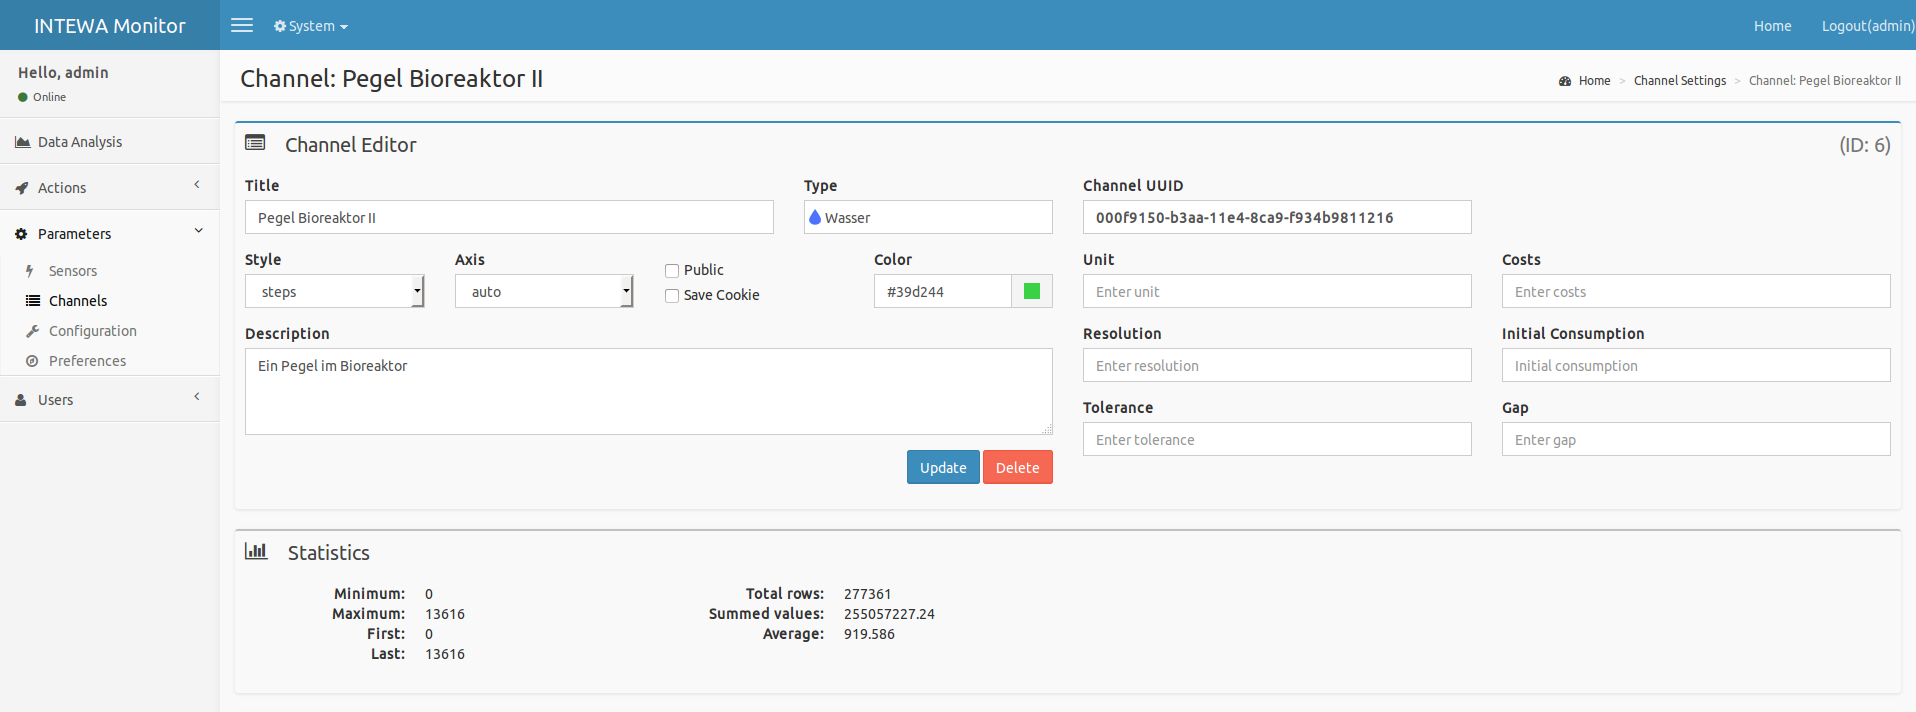 INTEWA Monitor
System
Home
Logout(admin)
Hello, admin
Online
Data Analysis
Actions
Parameters
Sensors
Channels
Configuration
Preferences
Users
Channel: Pegel Bioreaktor II
Home > Channel Settings > Channel: Pegel Bioreaktor II
Channel Editor
(ID: 6)
Title
Pegel Bioreaktor II
Type
Wasser
Channel UUID
000f9150-b3aa-11e4-8ca9-f934b9811216
Style
steps
Axis
auto
Public
Save Cookie
Color
#39d244
Unit
Enter unit
Costs
Enter costs
Description
Ein Pegel im Bioreaktor
Resolution
Enter resolution
Initial Consumption
Initial consumption
Tolerance
Enter tolerance
Gap
Enter gap
Update
Delete
Statistics
Minimum: 0
Maximum: 13616
First: 0
Last: 13616
Total rows: 277361
Summed values: 255057227.24
Average: 919.586